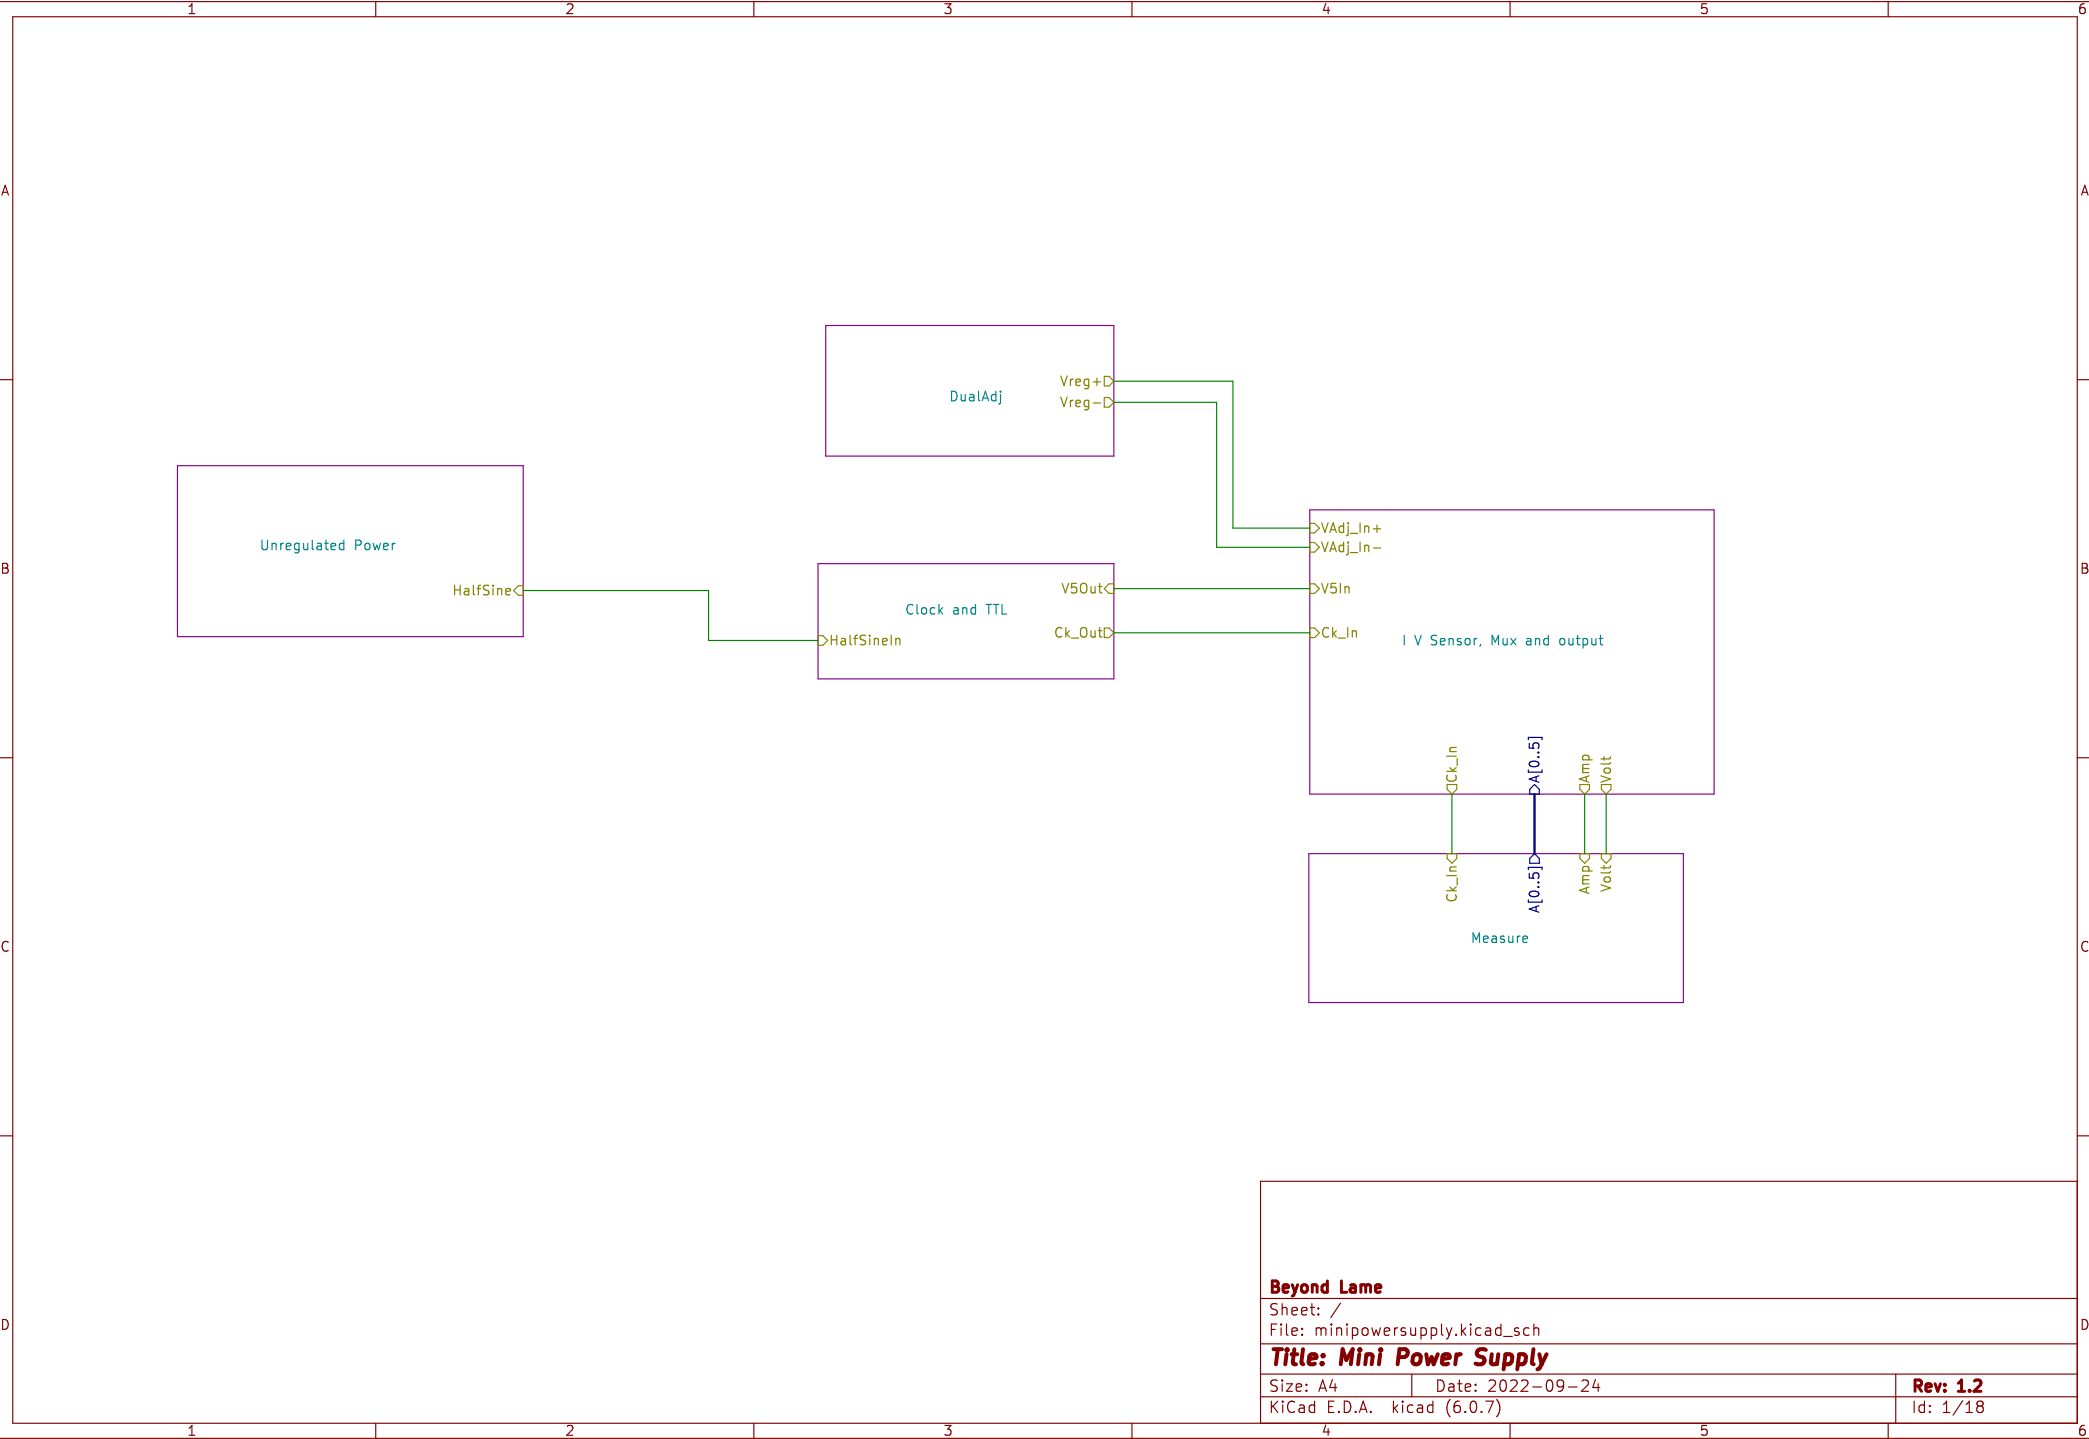 1 2 3 4 5 6
A A
Vreg+
DualAdj
Vreg-
VAdj_In+
Unregulated Power
VAdj_In-
B B
HalfSine
V5Out
V5In
Clock and TTL
HalfSineIn
Ck_Out
Ck_In
I V Sensor, Mux and output
Ck_In
A[0..5]
Amp
Volt
Ck_In
A[0..5]
Amp
Volt
Measure
C C
Beyond Lame
Sheet: /
File: minipowersupply.kicad_sch
D D
Title: Mini Power Supply
Size: A4 Date: 2022-09-24 Rev: 1.2
KiCad E.D.A. kicad (6.0.7) Id: 1/18
1 2 3 4 5 6